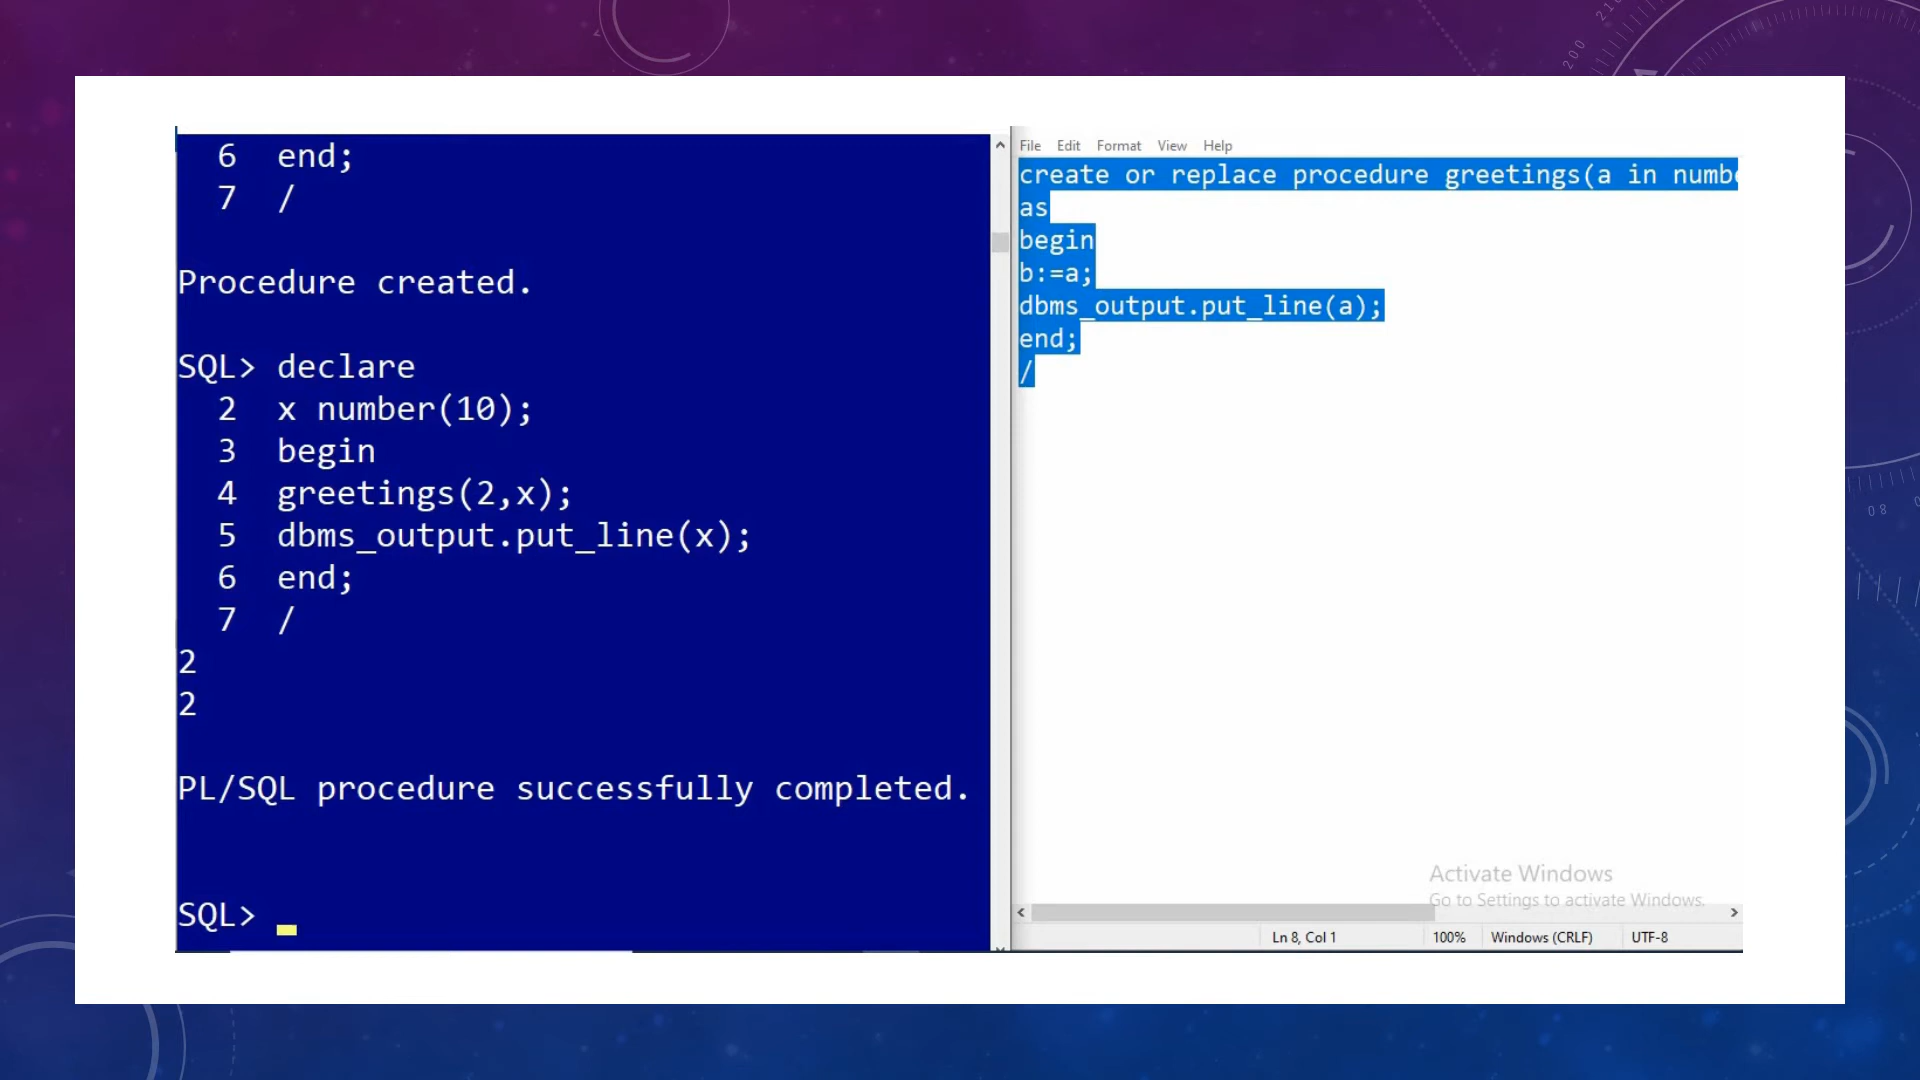 6 end;
7 /
Procedure created.
SQL> declare
2 x number(10);
3 begin
4 greetings(2,x);
5 dbms_output.put_line(x);
6 end;
7 /
2
2
PL/SQL procedure successfully completed.
SQL>
File Edit Format View Help
create or replace procedure greetings(a in numbe
as
begin
b:=a;
dbms_output.put_line(a);
end;
/
Activate Windows
Go to Settings to activate Windows.
Ln 8, Col 1 100% Windows (CRLF) UTF-8
200
80